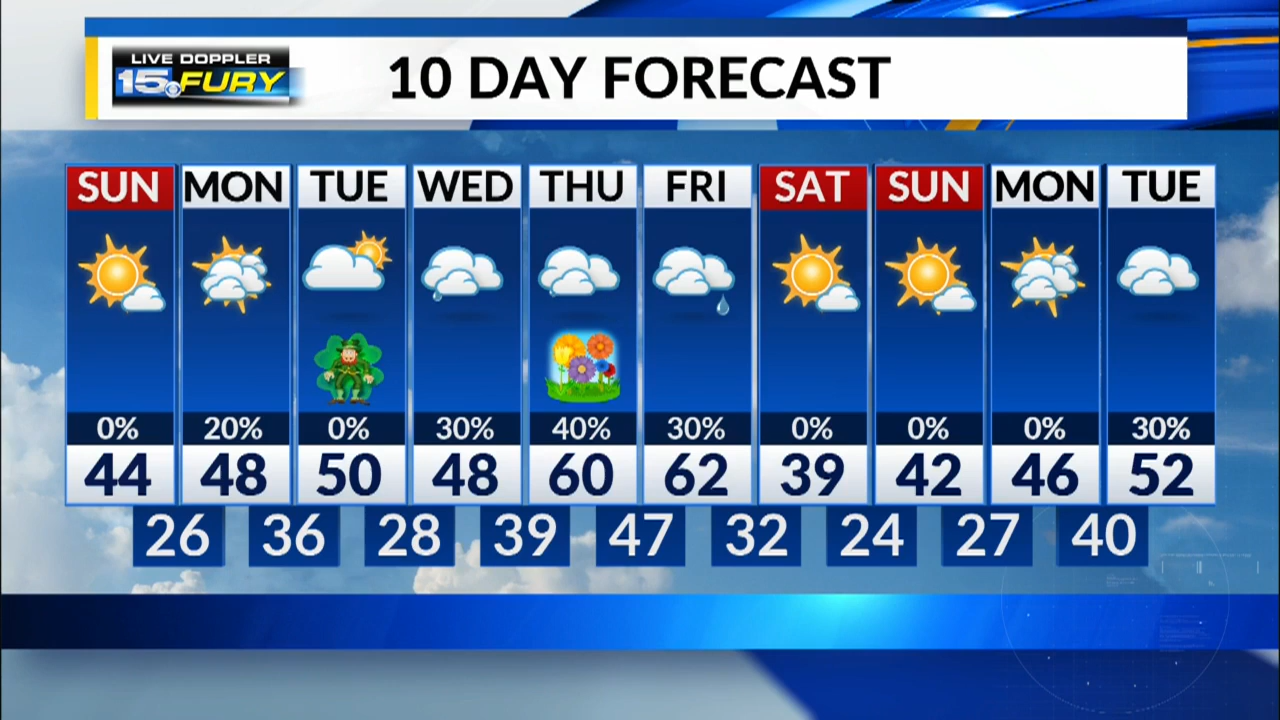 LIVE DOPPLER
15 FURY
10 DAY FORECAST
SUN MON TUE WED THU FRI SAT SUN MON TUE
0% 20% 0% 30% 40% 30% 0% 0% 0% 30%
44 48 50 48 60 62 39 42 46 52
26 36 28 39 47 32 24 27 40